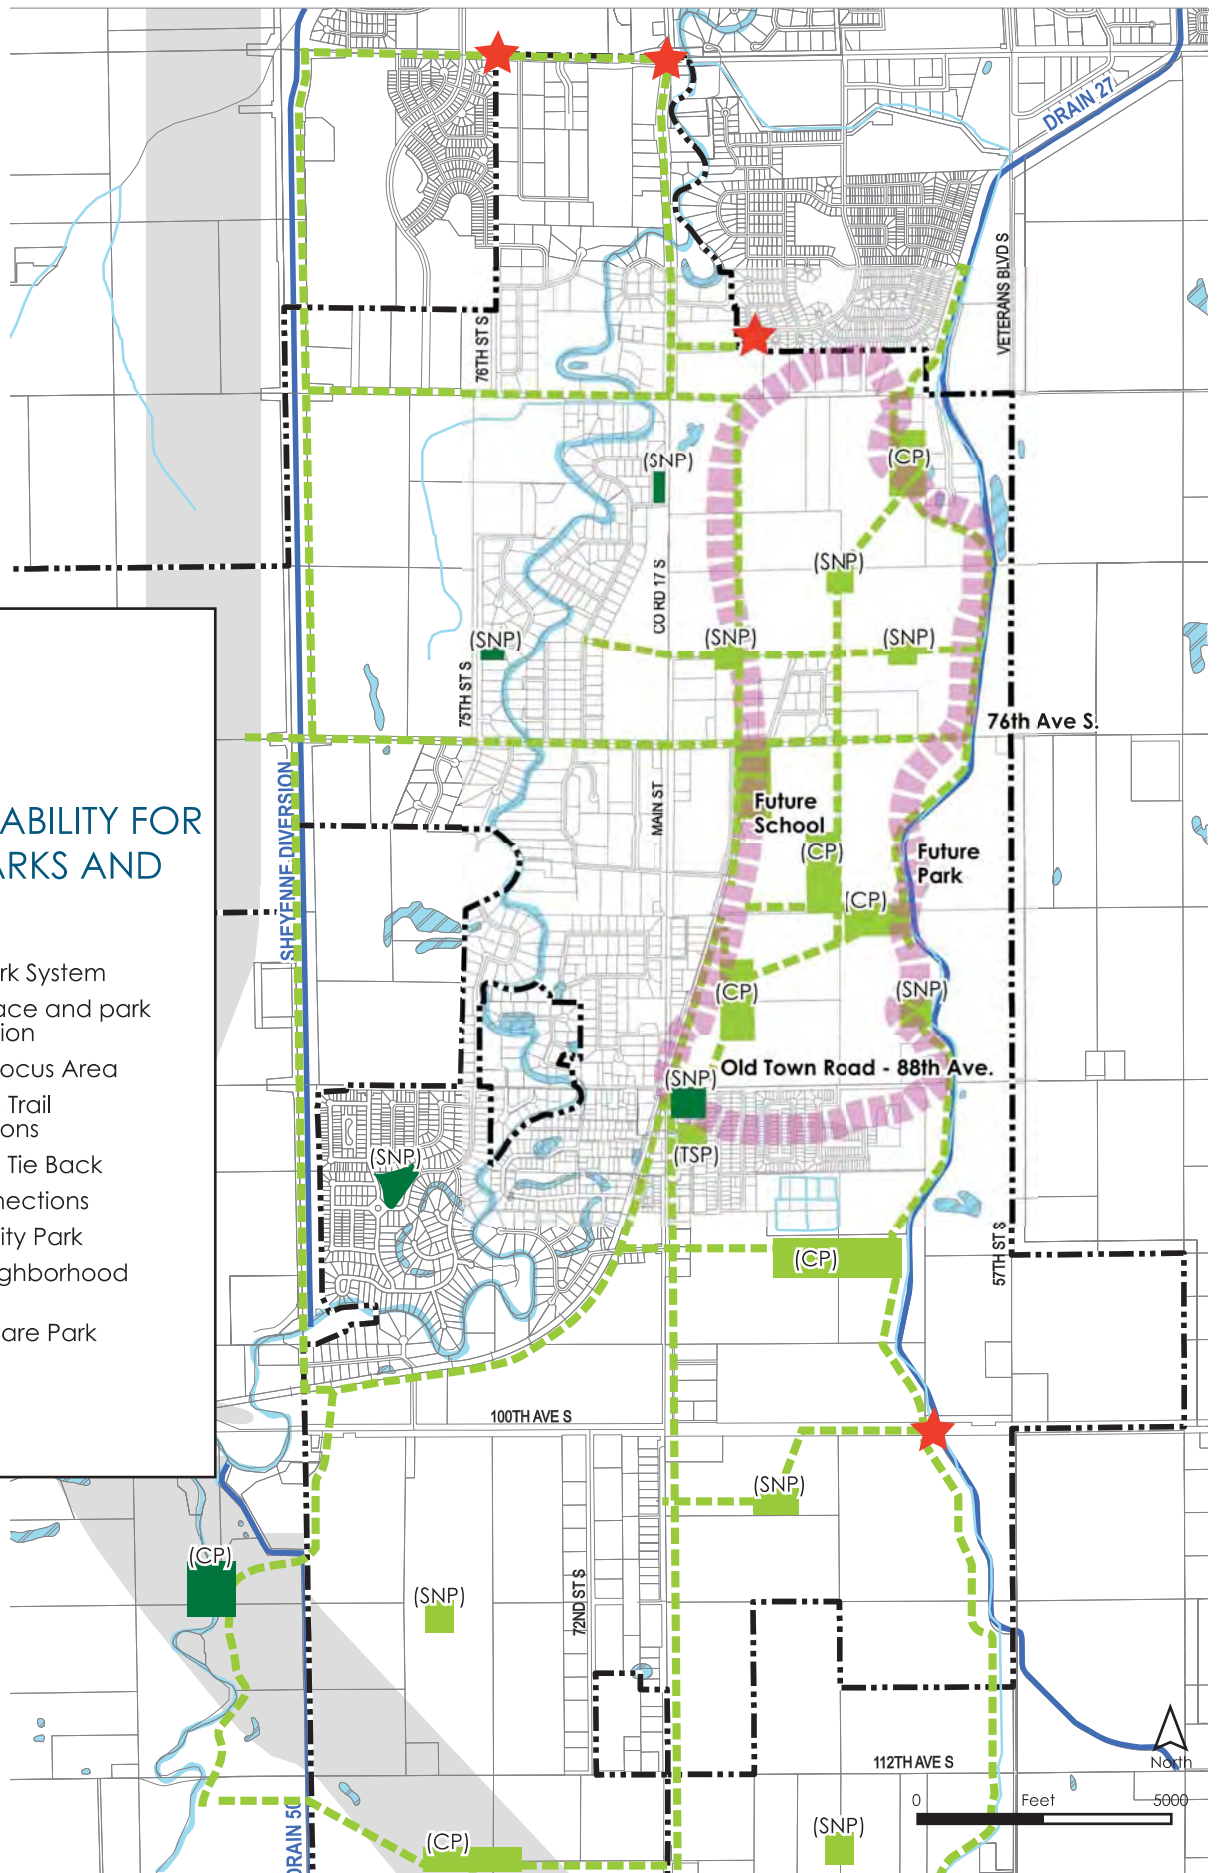 DRAIN 27
VETERANS BLVD S
76TH ST S
(SNP)
(CP)
(SNP)
CO RD 17 S
(SNP)
(SNP)
(SNP)
75TH ST S
76th Ave S.
SHEYENNE DIVERSION
MAIN ST
Future
School
(CP)
Future
Park
(CP)
ABILITY FOR
ARKS AND
rk System
ace and park
tion
ocus Area
Trail
ons
Tie Back
nections
ity Park
ghborhood
are Park
(CP)
(SNP)
Old Town Road - 88th Ave.
(SNP)
(TSP)
(SNP)
57TH ST S
(CP)
100TH AVE S
(SNP)
(CP)
(SNP)
72ND ST S
112TH AVE S
North
0 Feet 5000
DRAIN 50
(CP)
(SNP)